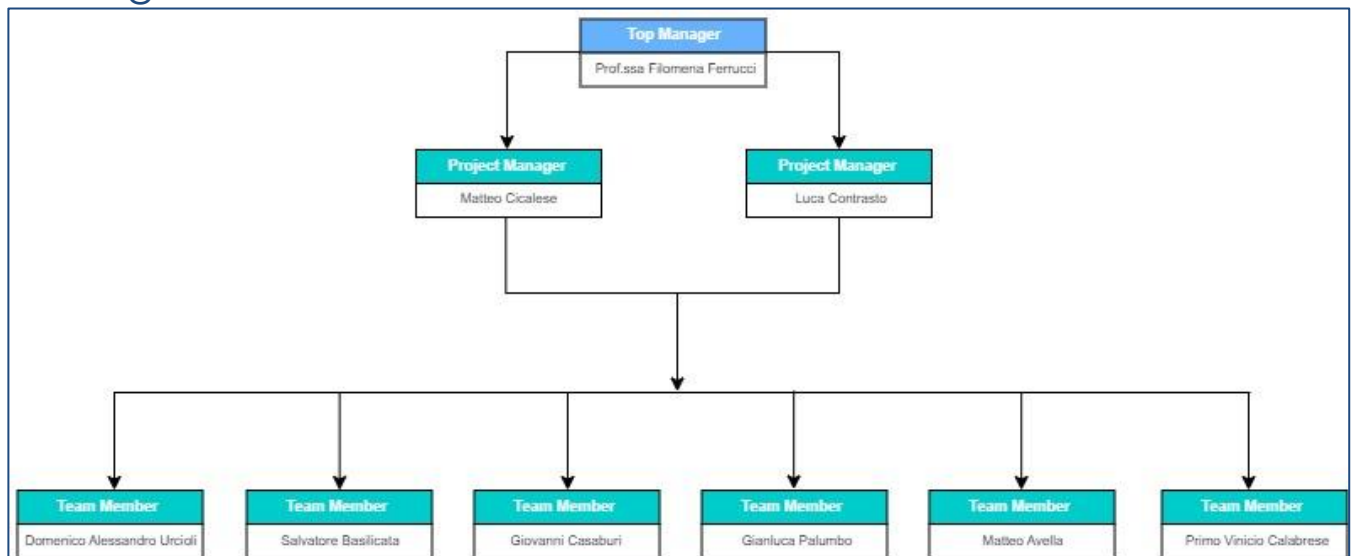 Top Manager
Prof.ssa Filomena Ferrucci
Project Manager
Matteo Cicalese
Project Manager
Luca Contrasto
Team Member
Domenico Alessandro Urcioli
Team Member
Salvatore Basilicata
Team Member
Giovanni Casaburi
Team Member
Gianluca Palumbo
Team Member
Matteo Avella
Team Member
Primo Vinicio Calabrese